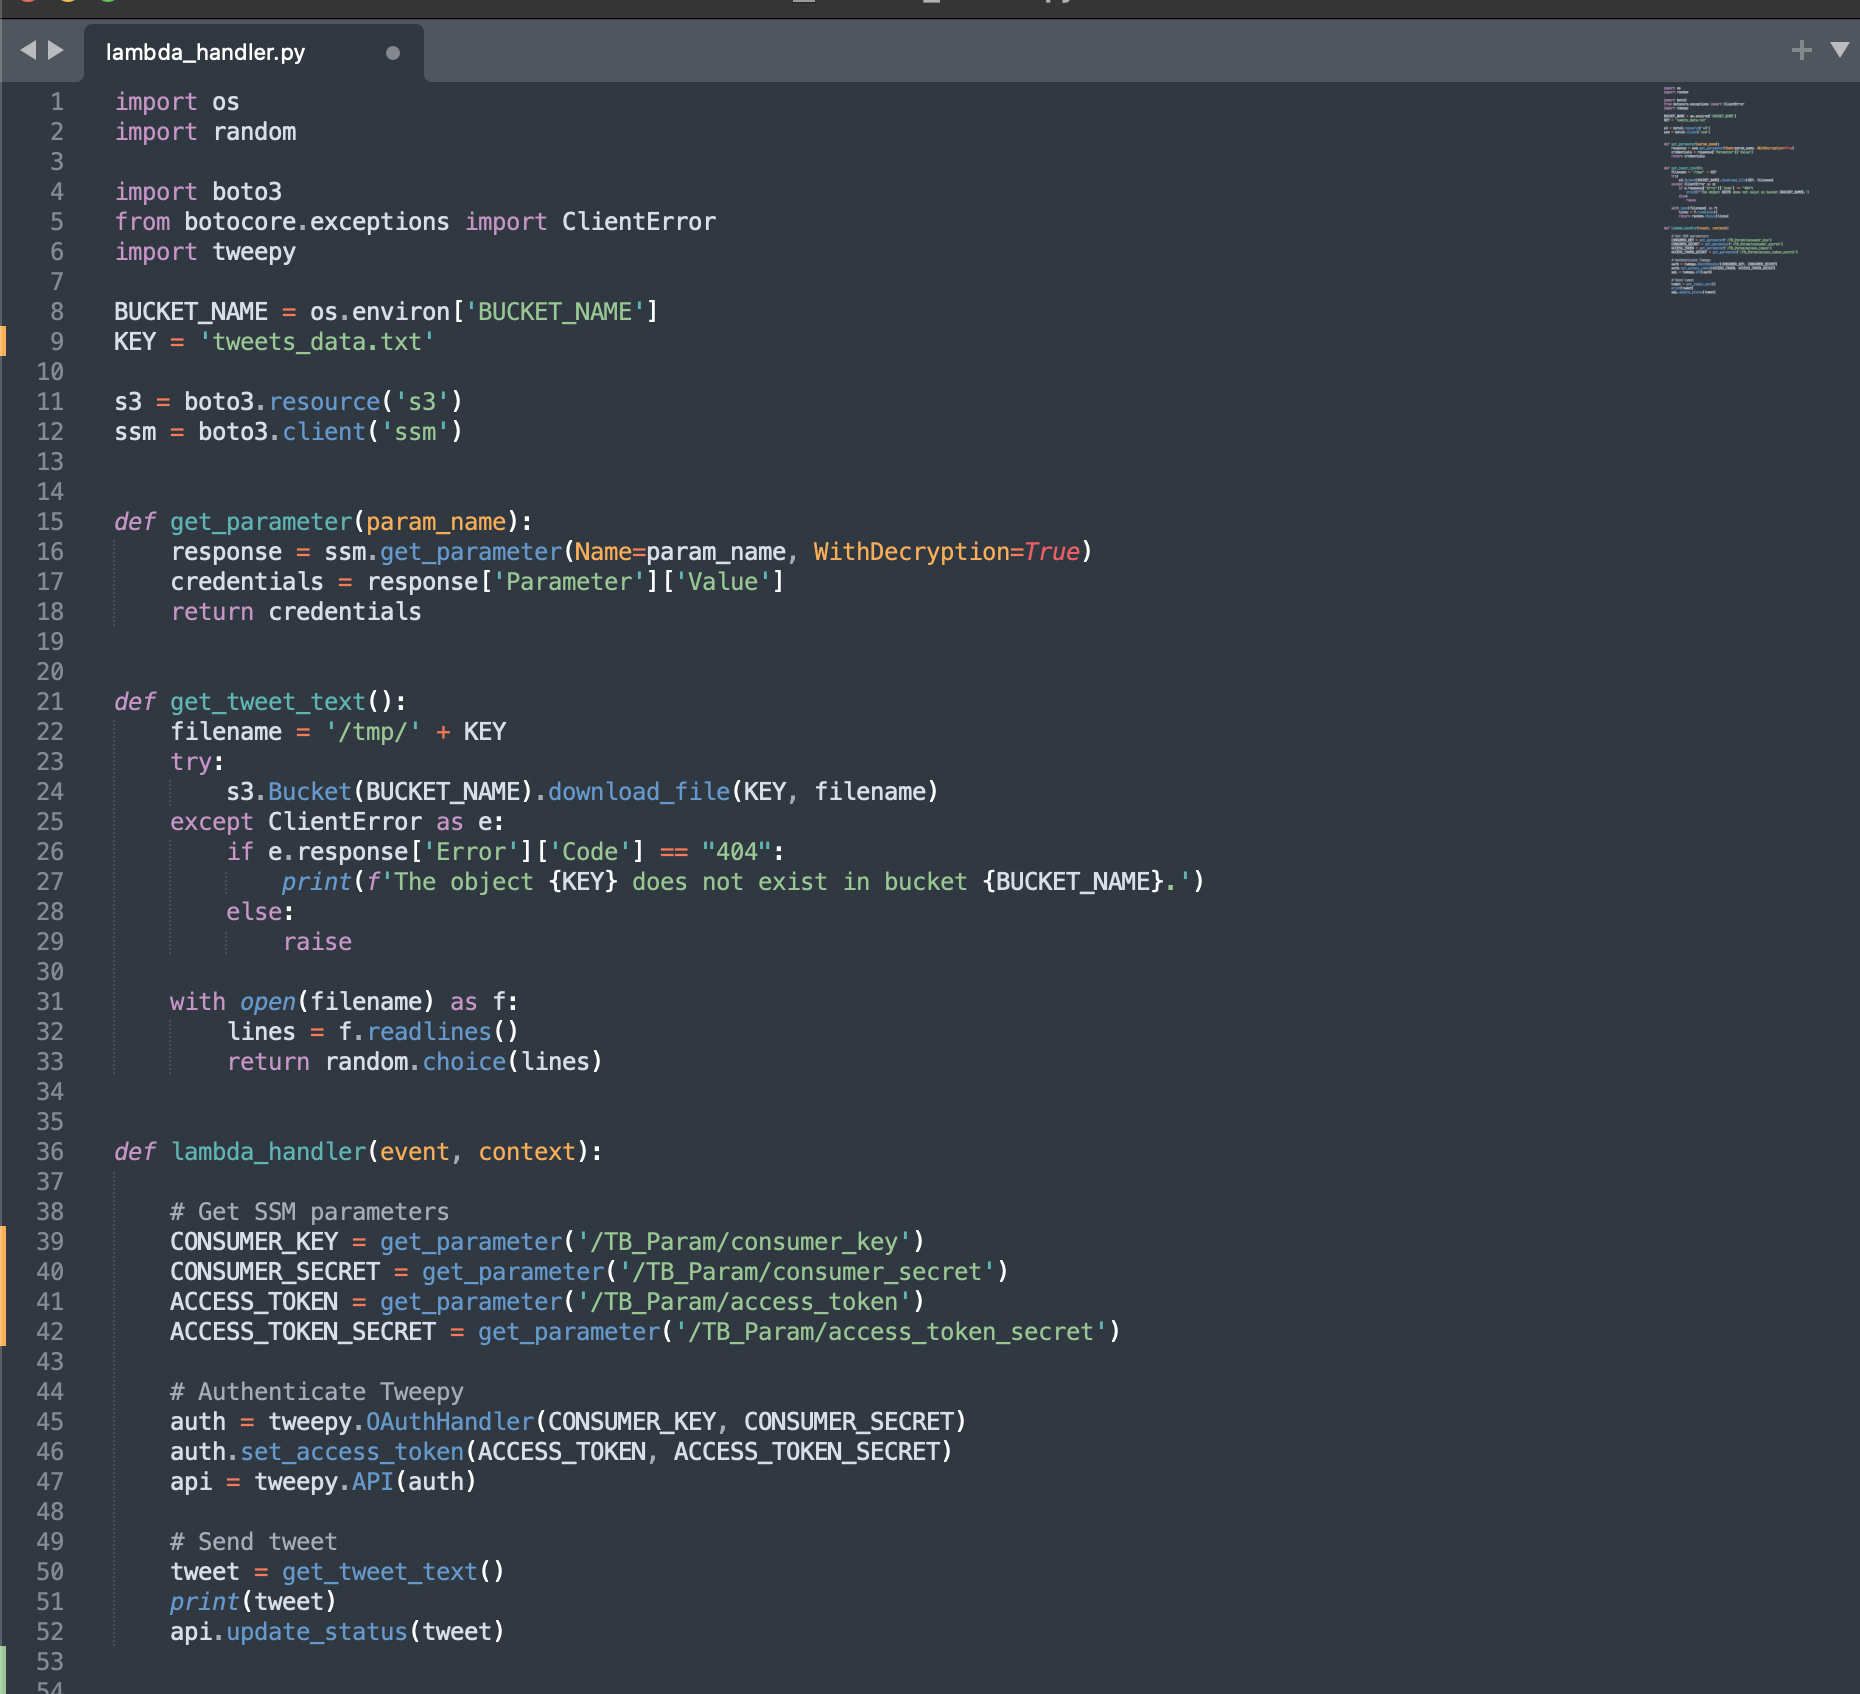 lambda_handler.py
1 import os
2 import random
3
4 import boto3
5 from botocore.exceptions import ClientError
6 import tweepy
7
8 BUCKET_NAME = os.environ['BUCKET_NAME']
9 KEY = 'tweets_data.txt'
10
11 s3 = boto3.resource('s3')
12 ssm = boto3.client('ssm')
13
14
15 def get_parameter(param_name):
16     response = ssm.get_parameter(Name=param_name, WithDecryption=True)
17     credentials = response['Parameter']['Value']
18     return credentials
19
20
21 def get_tweet_text():
22     filename = '/tmp/' + KEY
23     try:
24         s3.Bucket(BUCKET_NAME).download_file(KEY, filename)
25     except ClientError as e:
26         if e.response['Error']['Code'] == "404":
27             print(f'The object {KEY} does not exist in bucket {BUCKET_NAME}.')
28         else:
29             raise
30
31     with open(filename) as f:
32         lines = f.readlines()
33         return random.choice(lines)
34
35
36 def lambda_handler(event, context):
37
38     # Get SSM parameters
39     CONSUMER_KEY = get_parameter('/TB_Param/consumer_key')
40     CONSUMER_SECRET = get_parameter('/TB_Param/consumer_secret')
41     ACCESS_TOKEN = get_parameter('/TB_Param/access_token')
42     ACCESS_TOKEN_SECRET = get_parameter('/TB_Param/access_token_secret')
43
44     # Authenticate Tweepy
45     auth = tweepy.OAuthHandler(CONSUMER_KEY, CONSUMER_SECRET)
46     auth.set_access_token(ACCESS_TOKEN, ACCESS_TOKEN_SECRET)
47     api = tweepy.API(auth)
48
49     # Send tweet
50     tweet = get_tweet_text()
51     print(tweet)
52     api.update_status(tweet)
53
54